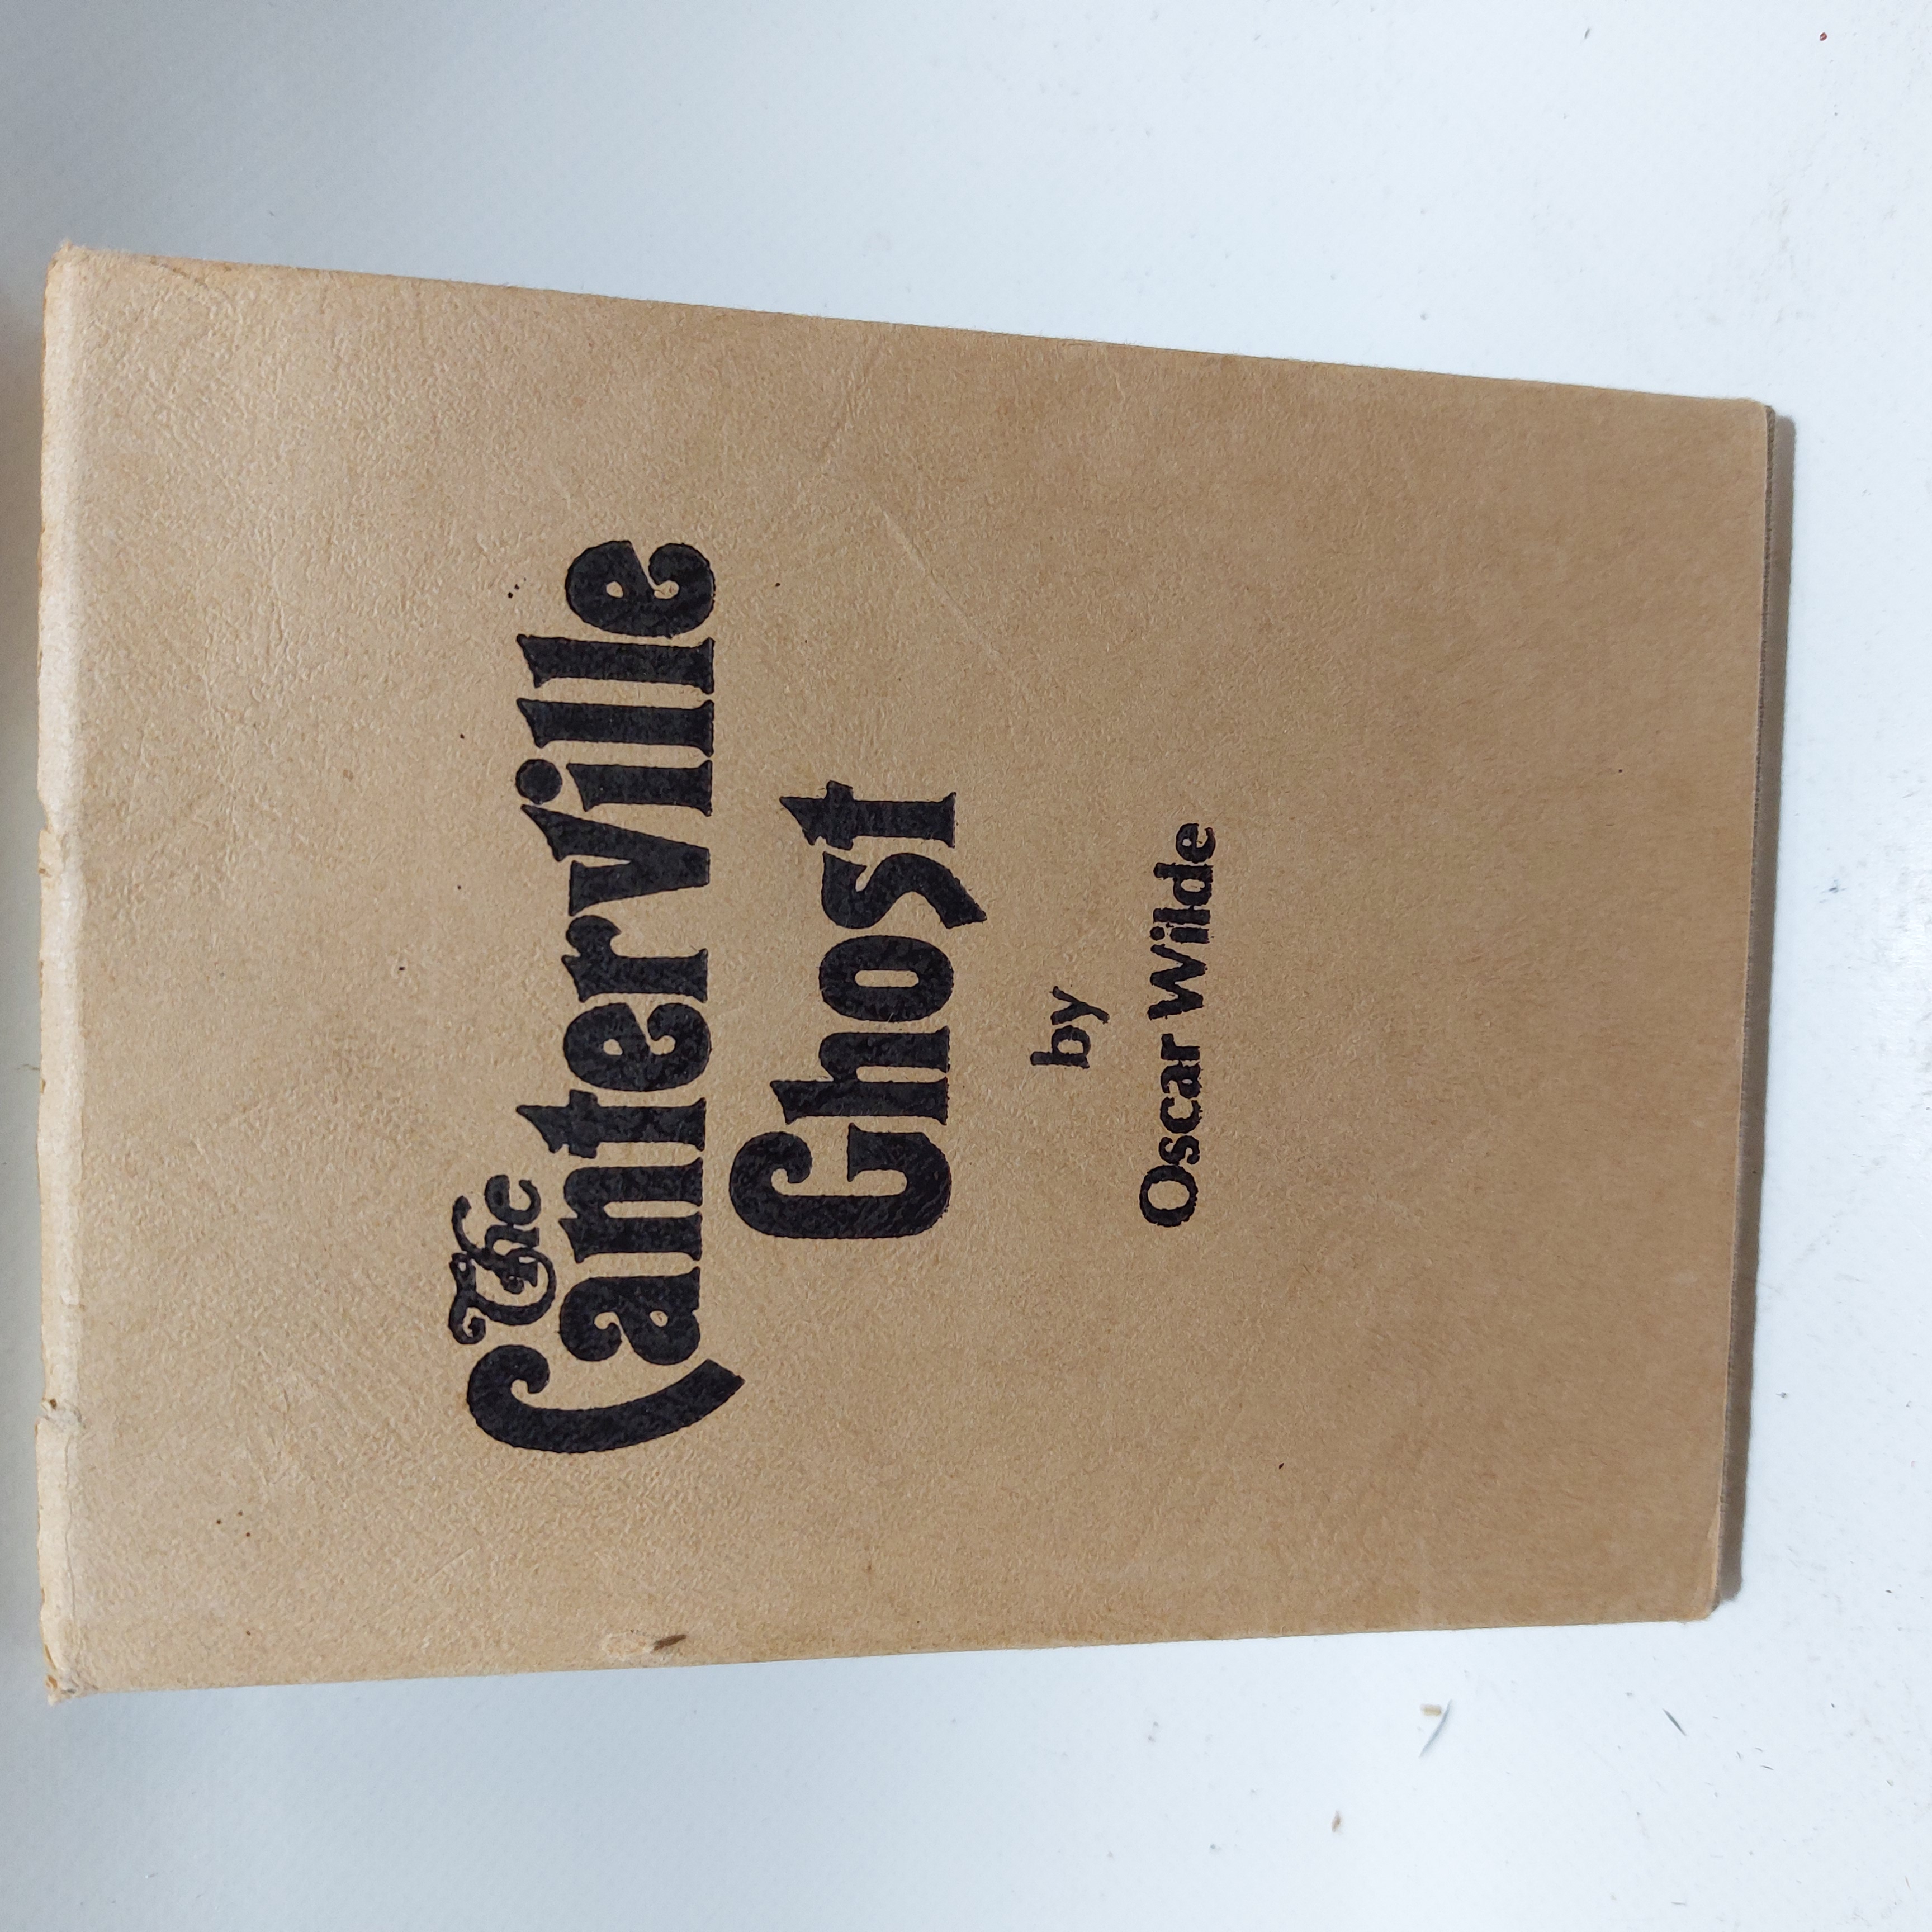 The
Canterville
Ghost
by
Oscar Wilde